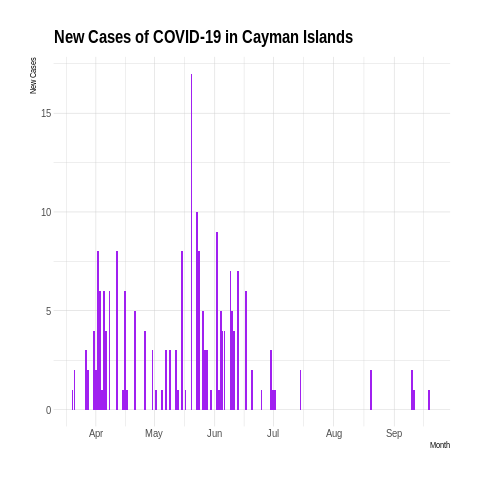 New Cases of COVID-19 in Cayman Islands
New Cases
15
10
5
0
Apr May Jun Jul Aug Sep
Month